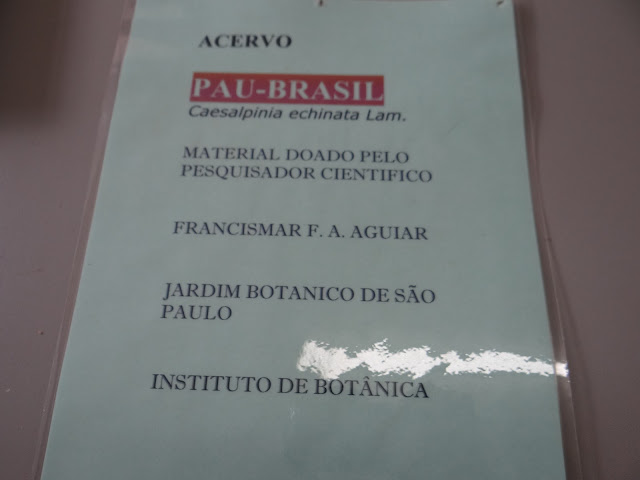 ACERVO
PAU-BRASIL
Caesalpinia echinata Lam.
MATERIAL DOADO PELO
PESQUISADOR CIENTIFICO
FRANCISMAR F. A. AGUIAR
JARDIM BOTANICO DE SÃO
PAULO
INSTITUTO DE BOTÂNICA